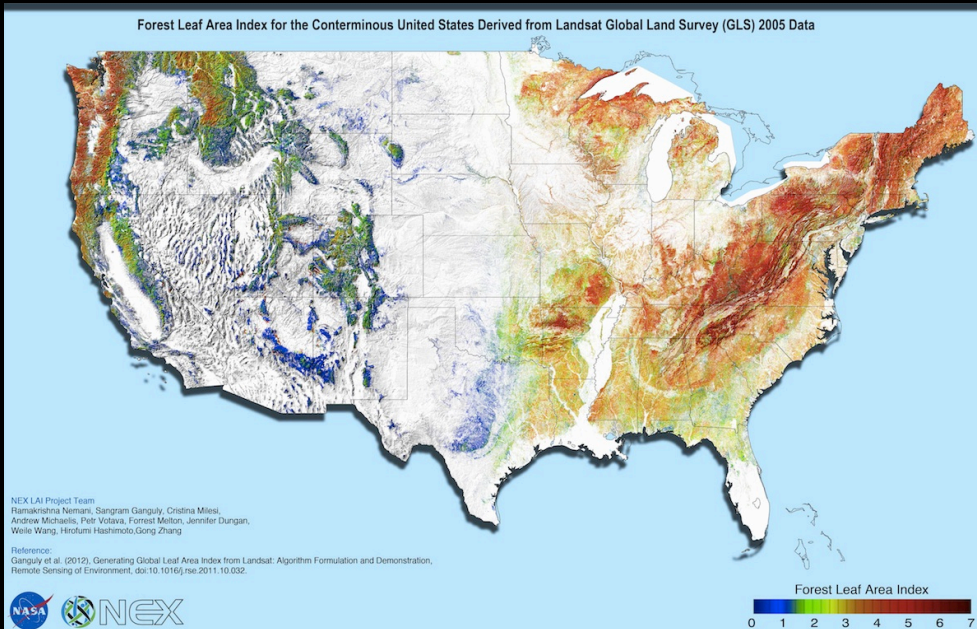 Forest Leaf Area Index for the Conterminous United States Derived from Landsat Global Land Survey (GLS) 2005 Data
NEX LAI Project Team
Ramakrishna Nemani, Sangram Ganguly, Cristina Milesi,
Andrew Michaelis, Petr Votava, Forrest Melton, Jennifer Dungan,
Weile Wang, Hirofumi Hashimoto,Gong Zhang
Reference:
Ganguly et al. (2012), Generating Global Leaf Area Index from Landsat: Algorithm Formulation and Demonstration,
Remote Sensing of Environment, doi:10.1016/j.rse.2011.10.032.
NASA
NEX
Forest Leaf Area Index
0 1 2 3 4 5 6 7